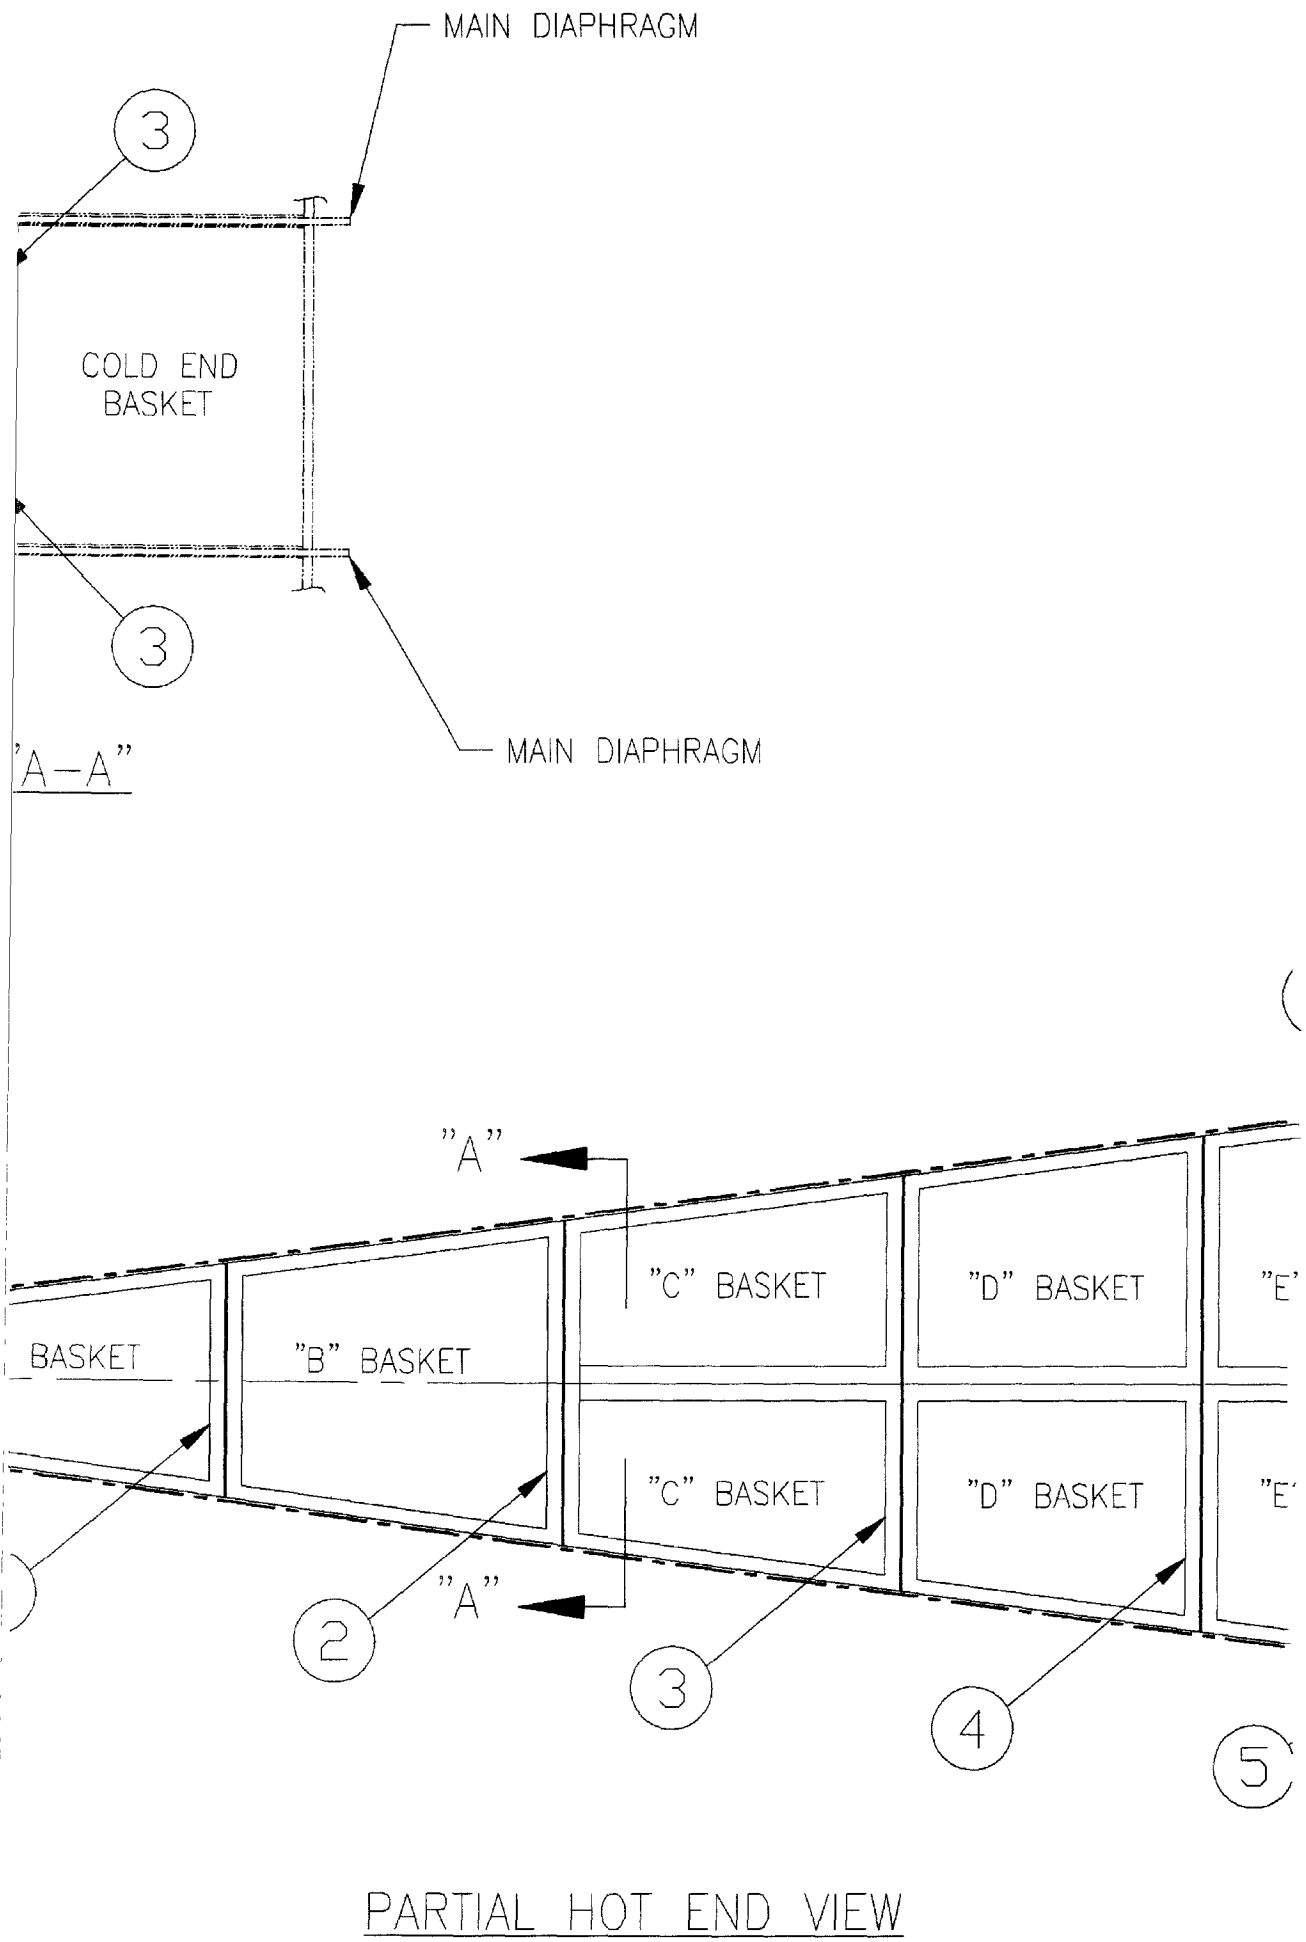 MAIN DIAPHRAGM
3
COLD END
BASKET
3
MAIN DIAPHRAGM
"A-A"
"A"
"C" BASKET
"D" BASKET
"E"
BASKET
"B" BASKET
"C" BASKET
"D" BASKET
"E"
"A"
2
3
4
5
PARTIAL HOT END VIEW